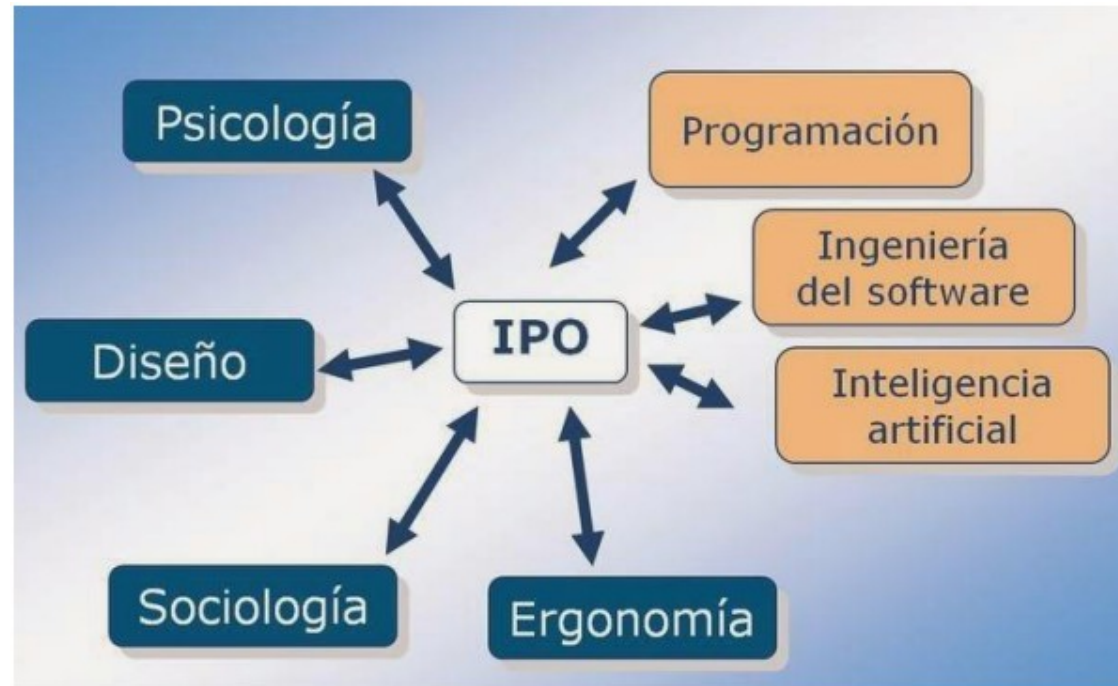 Psicología
Programación
Ingeniería
del software
IPO
Diseño
Inteligencia
artificial
Sociología
Ergonomía